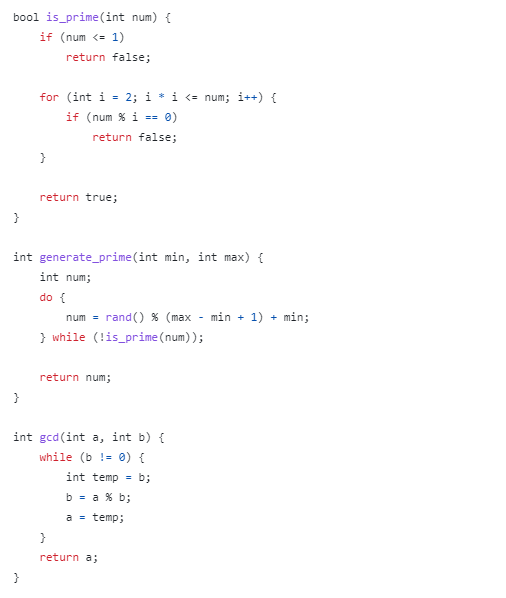 bool is_prime(int num) {
    if (num <= 1)
        return false;

    for (int i = 2; i * i <= num; i++) {
        if (num % i == 0)
            return false;
    }

    return true;
}

int generate_prime(int min, int max) {
    int num;
    do {
        num = rand() % (max - min + 1) + min;
    } while (!is_prime(num));

    return num;
}

int gcd(int a, int b) {
    while (b != 0) {
        int temp = b;
        b = a % b;
        a = temp;
    }
    return a;
}